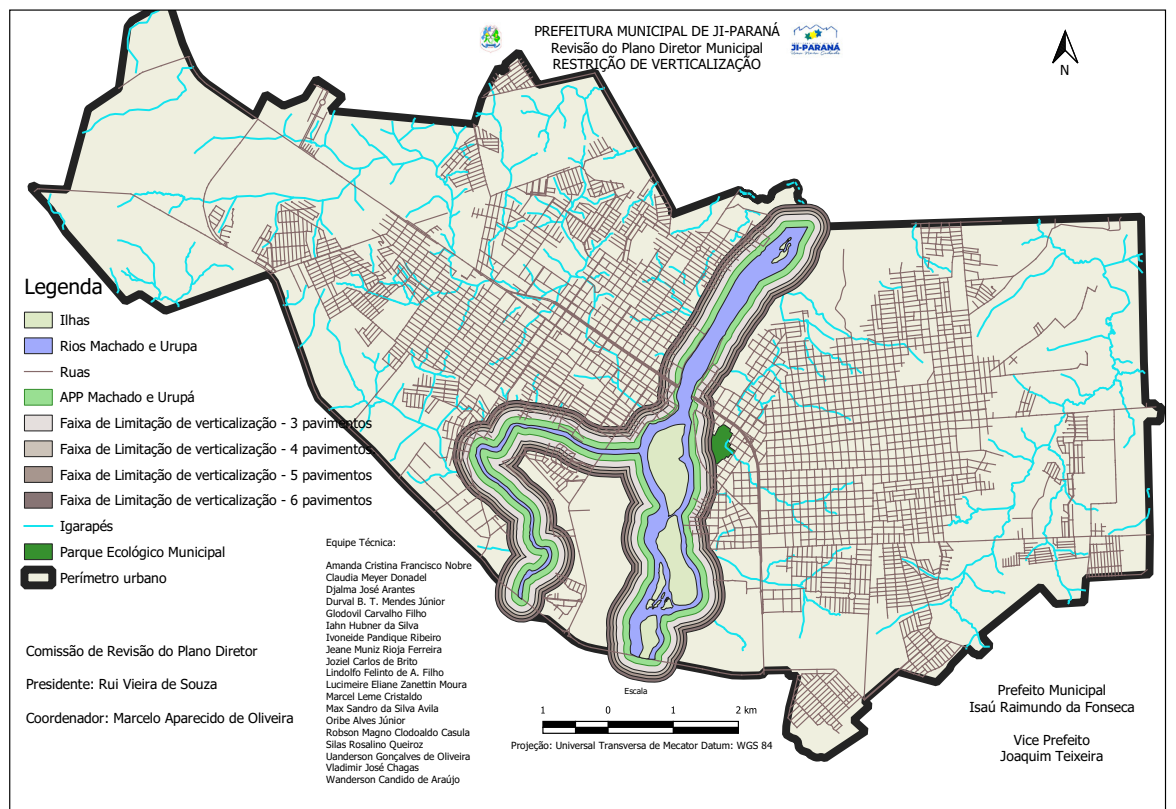 PREFEITURA MUNICIPAL DE JI-PARANÁ
Revisão do Plano Diretor Municipal
RESTRIÇÃO DE VERTICALIZAÇÃO
JI-PARANÁ
N
Legenda
Ilhas
Rios Machado e Urupa
Ruas
APP Machado e Urupá
Faixa de Limitação de verticalização - 3 pavimentos
Faixa de Limitação de verticalização - 4 pavimentos
Faixa de Limitação de verticalização - 5 pavimentos
Faixa de Limitação de verticalização - 6 pavimentos
Igarapés
Parque Ecológico Municipal
Perímetro urbano
Comissão de Revisão do Plano Diretor
Presidente: Rui Vieira de Souza
Coordenador: Marcelo Aparecido de Oliveira
Equipe Técnica:
Amanda Cristina Francisco Nobre
Claudia Meyer Donadel
Djalma José Arantes
Durval B. T. Mendes Júnior
Glodovil Carvalho Filho
Iahn Hubner da Silva
Ivoneide Pandique Ribeiro
Jeane Muniz Rioja Ferreira
Joziel Carlos de Brito
Lindolfo Felinto de A. Filho
Lucimeire Eliane Zanettin Moura
Marcel Leme Cristaldo
Max Sandro da Silva Avila
Oribe Alves Júnior
Robson Magno Clodoaldo Casula
Silas Rosalino Queiroz
Uanderson Gonçalves de Oliveira
Vladimir José Chagas
Wanderson Candido de Araújo
Escala
1 0 1 2 km
Projeção: Universal Transversa de Mecator Datum: WGS 84
Prefeito Municipal
Isaú Raimundo da Fonseca
Vice Prefeito
Joaquim Teixeira